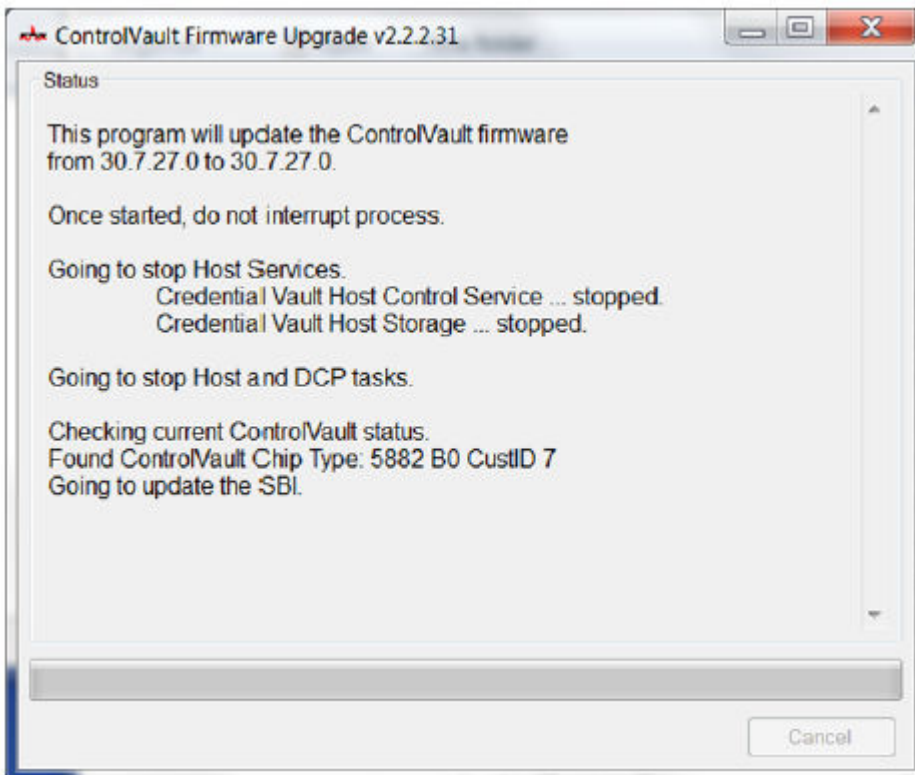 ControlVault Firmware Upgrade v2.2.2.31
Status
This program will update the ControlVault firmware
from 30.7.27.0 to 30.7.27.0.
Once started, do not interrupt process.
Going to stop Host Services.
Credential Vault Host Control Service ... stopped.
Credential Vault Host Storage ... stopped.
Going to stop Host and DCP tasks.
Checking current ControlVault status.
Found ControlVault Chip Type: 5882 B0 CustID 7
Going to update the SBI.
Cancel